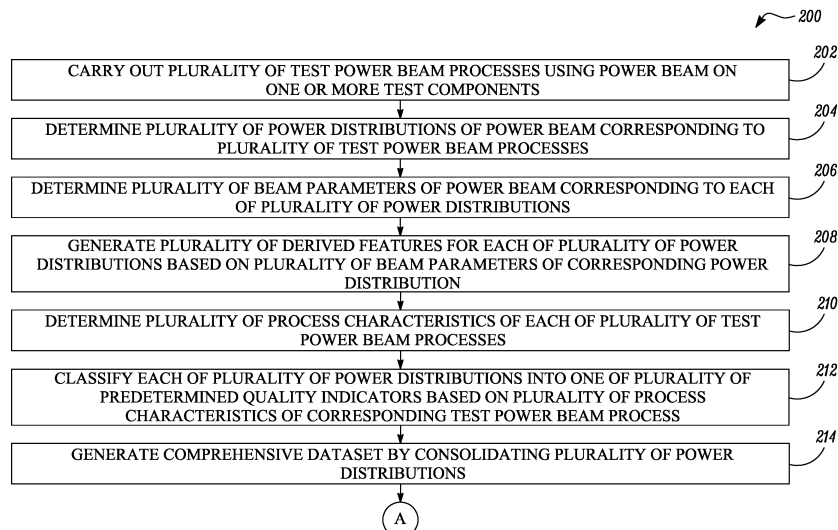 200
202
CARRY OUT PLURALITY OF TEST POWER BEAM PROCESSES USING POWER BEAM ON
ONE OR MORE TEST COMPONENTS
204
DETERMINE PLURALITY OF POWER DISTRIBUTIONS OF POWER BEAM CORRESPONDING TO
PLURALITY OF TEST POWER BEAM PROCESSES
206
DETERMINE PLURALITY OF BEAM PARAMETERS OF POWER BEAM CORRESPONDING TO EACH
OF PLURALITY OF POWER DISTRIBUTIONS
208
GENERATE PLURALITY OF DERIVED FEATURES FOR EACH OF PLURALITY OF POWER
DISTRIBUTIONS BASED ON PLURALITY OF BEAM PARAMETERS OF CORRESPONDING POWER
DISTRIBUTION
210
DETERMINE PLURALITY OF PROCESS CHARACTERISTICS OF EACH OF PLURALITY OF TEST
POWER BEAM PROCESSES
212
CLASSIFY EACH OF PLURALITY OF POWER DISTRIBUTIONS INTO ONE OF PLURALITY OF
PREDETERMINED QUALITY INDICATORS BASED ON PLURALITY OF PROCESS
CHARACTERISTICS OF CORRESPONDING TEST POWER BEAM PROCESS
214
GENERATE COMPREHENSIVE DATASET BY CONSOLIDATING PLURALITY OF POWER
DISTRIBUTIONS
A